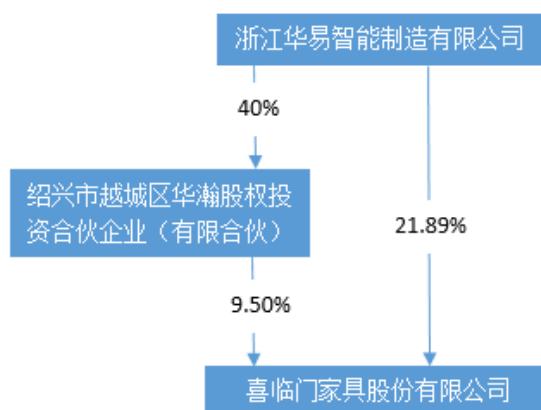 浙江华易智能制造有限公司
40%
绍兴市越城区华瀚股权投
资合伙企业（有限合伙）
21.89%
9.50%
喜临门家具股份有限公司